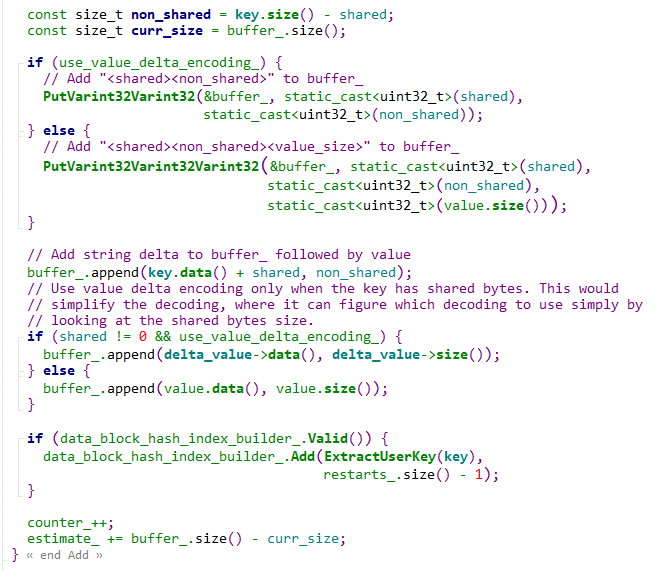 const size_t non_shared = key.size() - shared;
const size_t curr_size = buffer_.size();

if (use_value_delta_encoding_) {
  // Add "<shared><non_shared>" to buffer_
  PutVarint32Varint32(&buffer_, static_cast<uint32_t>(shared),
                      static_cast<uint32_t>(non_shared));
} else {
  // Add "<shared><non_shared><value_size>" to buffer_
  PutVarint32Varint32Varint32(&buffer_, static_cast<uint32_t>(shared),
                              static_cast<uint32_t>(non_shared),
                              static_cast<uint32_t>(value.size()));
}

// Add string delta to buffer_ followed by value
buffer_.append(key.data() + shared, non_shared);
// Use value delta encoding only when the key has shared bytes. This would
// simplify the decoding, where it can figure which decoding to use simply by
// looking at the shared bytes size.
if (shared != 0 && use_value_delta_encoding_) {
  buffer_.append(delta_value->data(), delta_value->size());
} else {
  buffer_.append(value.data(), value.size());
}

if (data_block_hash_index_builder_.Valid()) {
  data_block_hash_index_builder_.Add(ExtractUserKey(key),
                                     restarts_.size() - 1);
}

counter_++;
estimate_ += buffer_.size() - curr_size;
} « end Add »